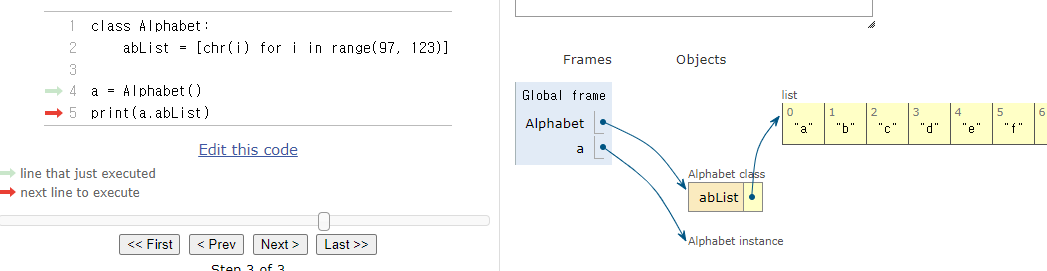 1 class Alphabet:
2 abList = [chr(i) for i in range(97, 123)]
3
4 a = Alphabet()
5 print(a.abList)
Edit this code
line that just executed
next line to execute
<< First < Prev Next > Last >>
Step 3 of 3
Frames Objects
Global frame
Alphabet
a
list
0 1 2 3 4 5 6
"a" "b" "c" "d" "e" "f"
Alphabet class
abList
Alphabet instance